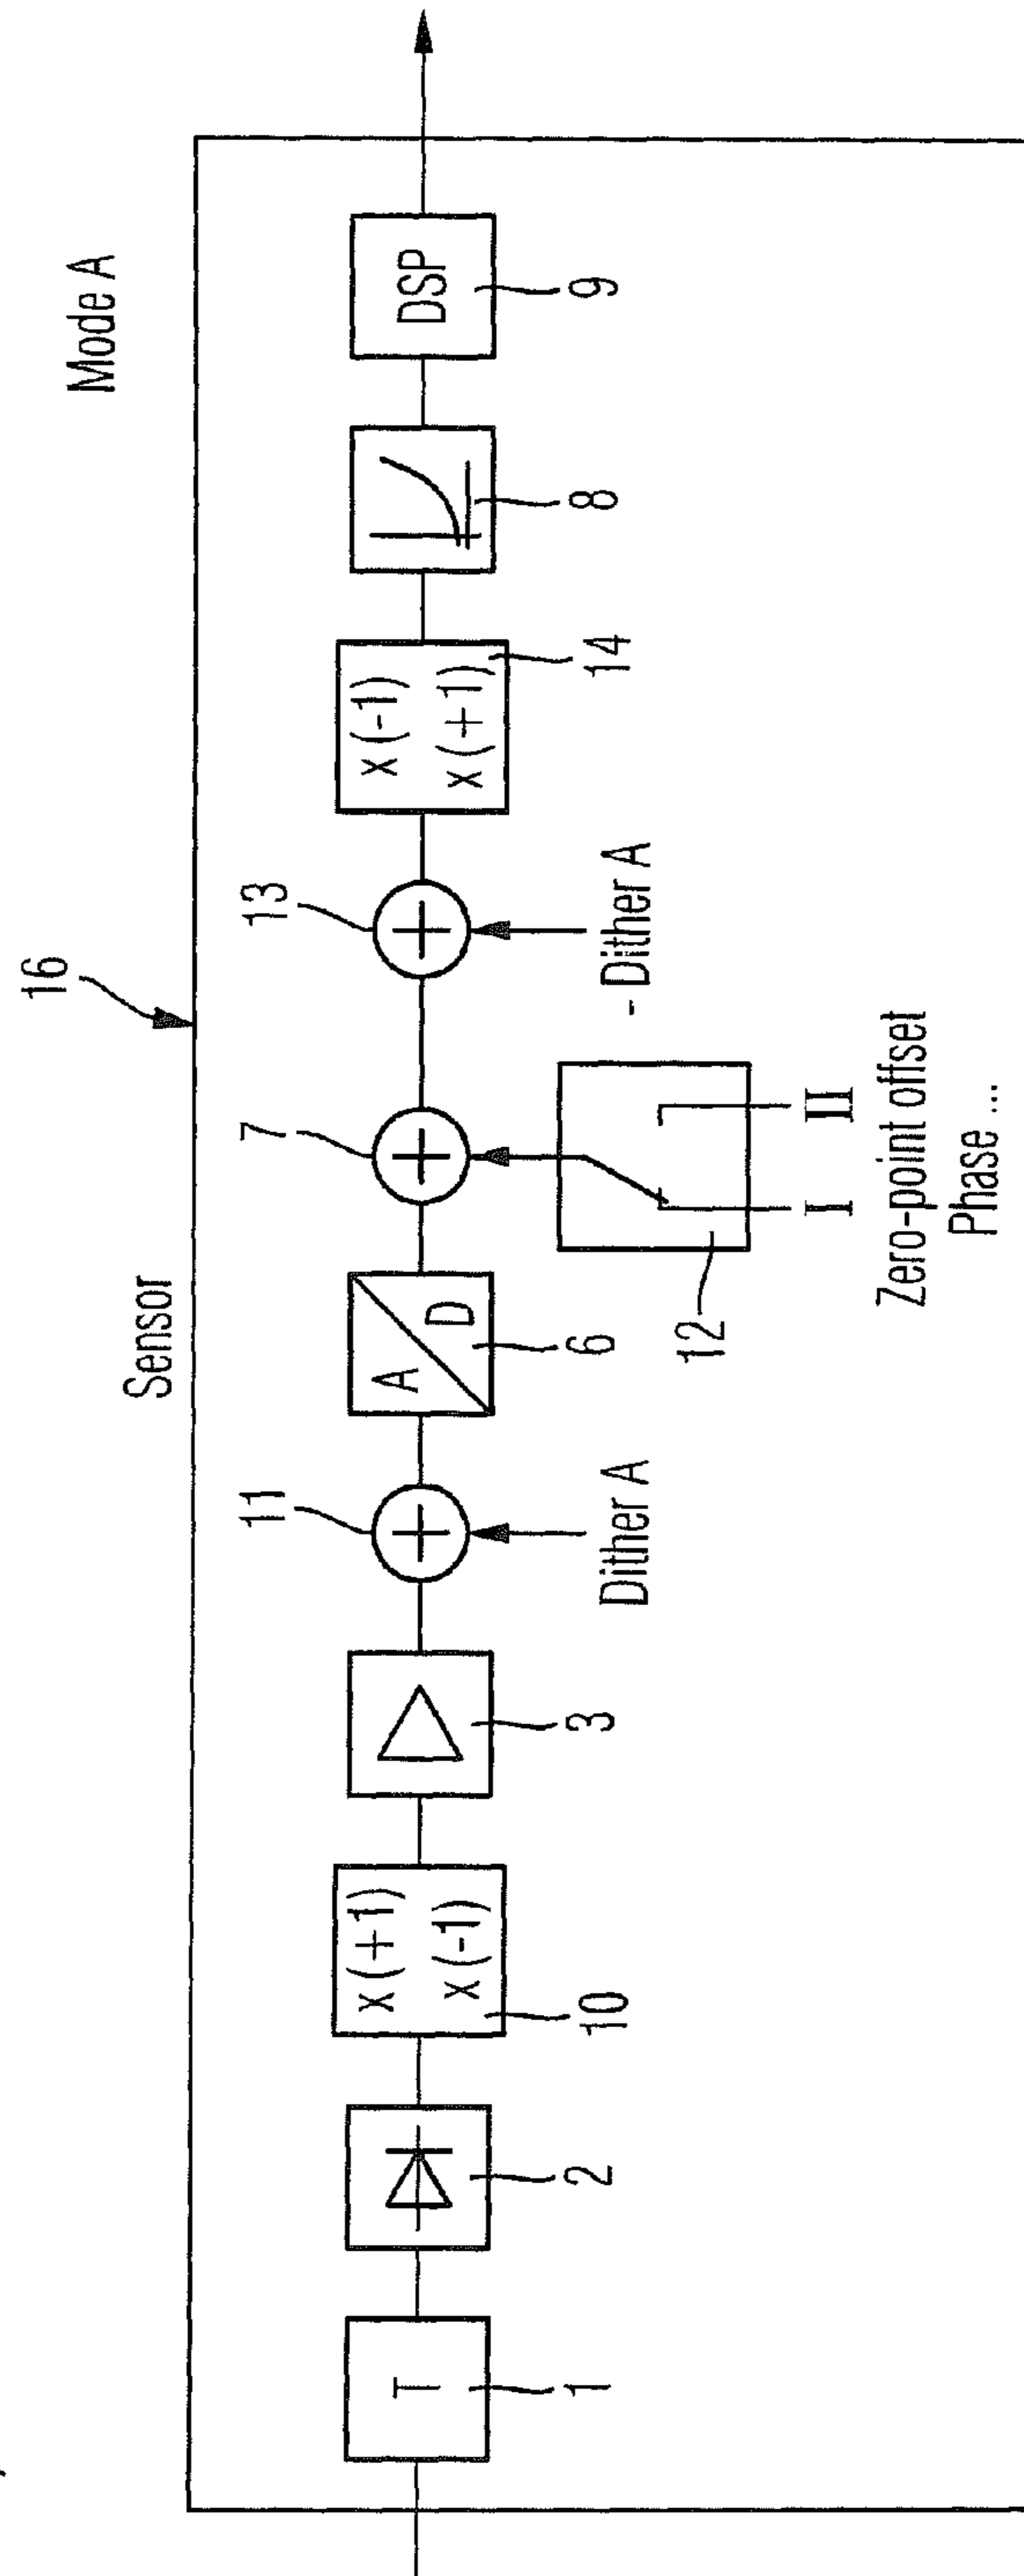 Mode A
Sensor
16
T
1
2
x (+1)
x (-1)
10
3
11
Dither A
A
D
6
7
12
I
II
Zero-point offset
Phase ...
13
- Dither A
x (-1)
x (+1)
14
8
DSP
9